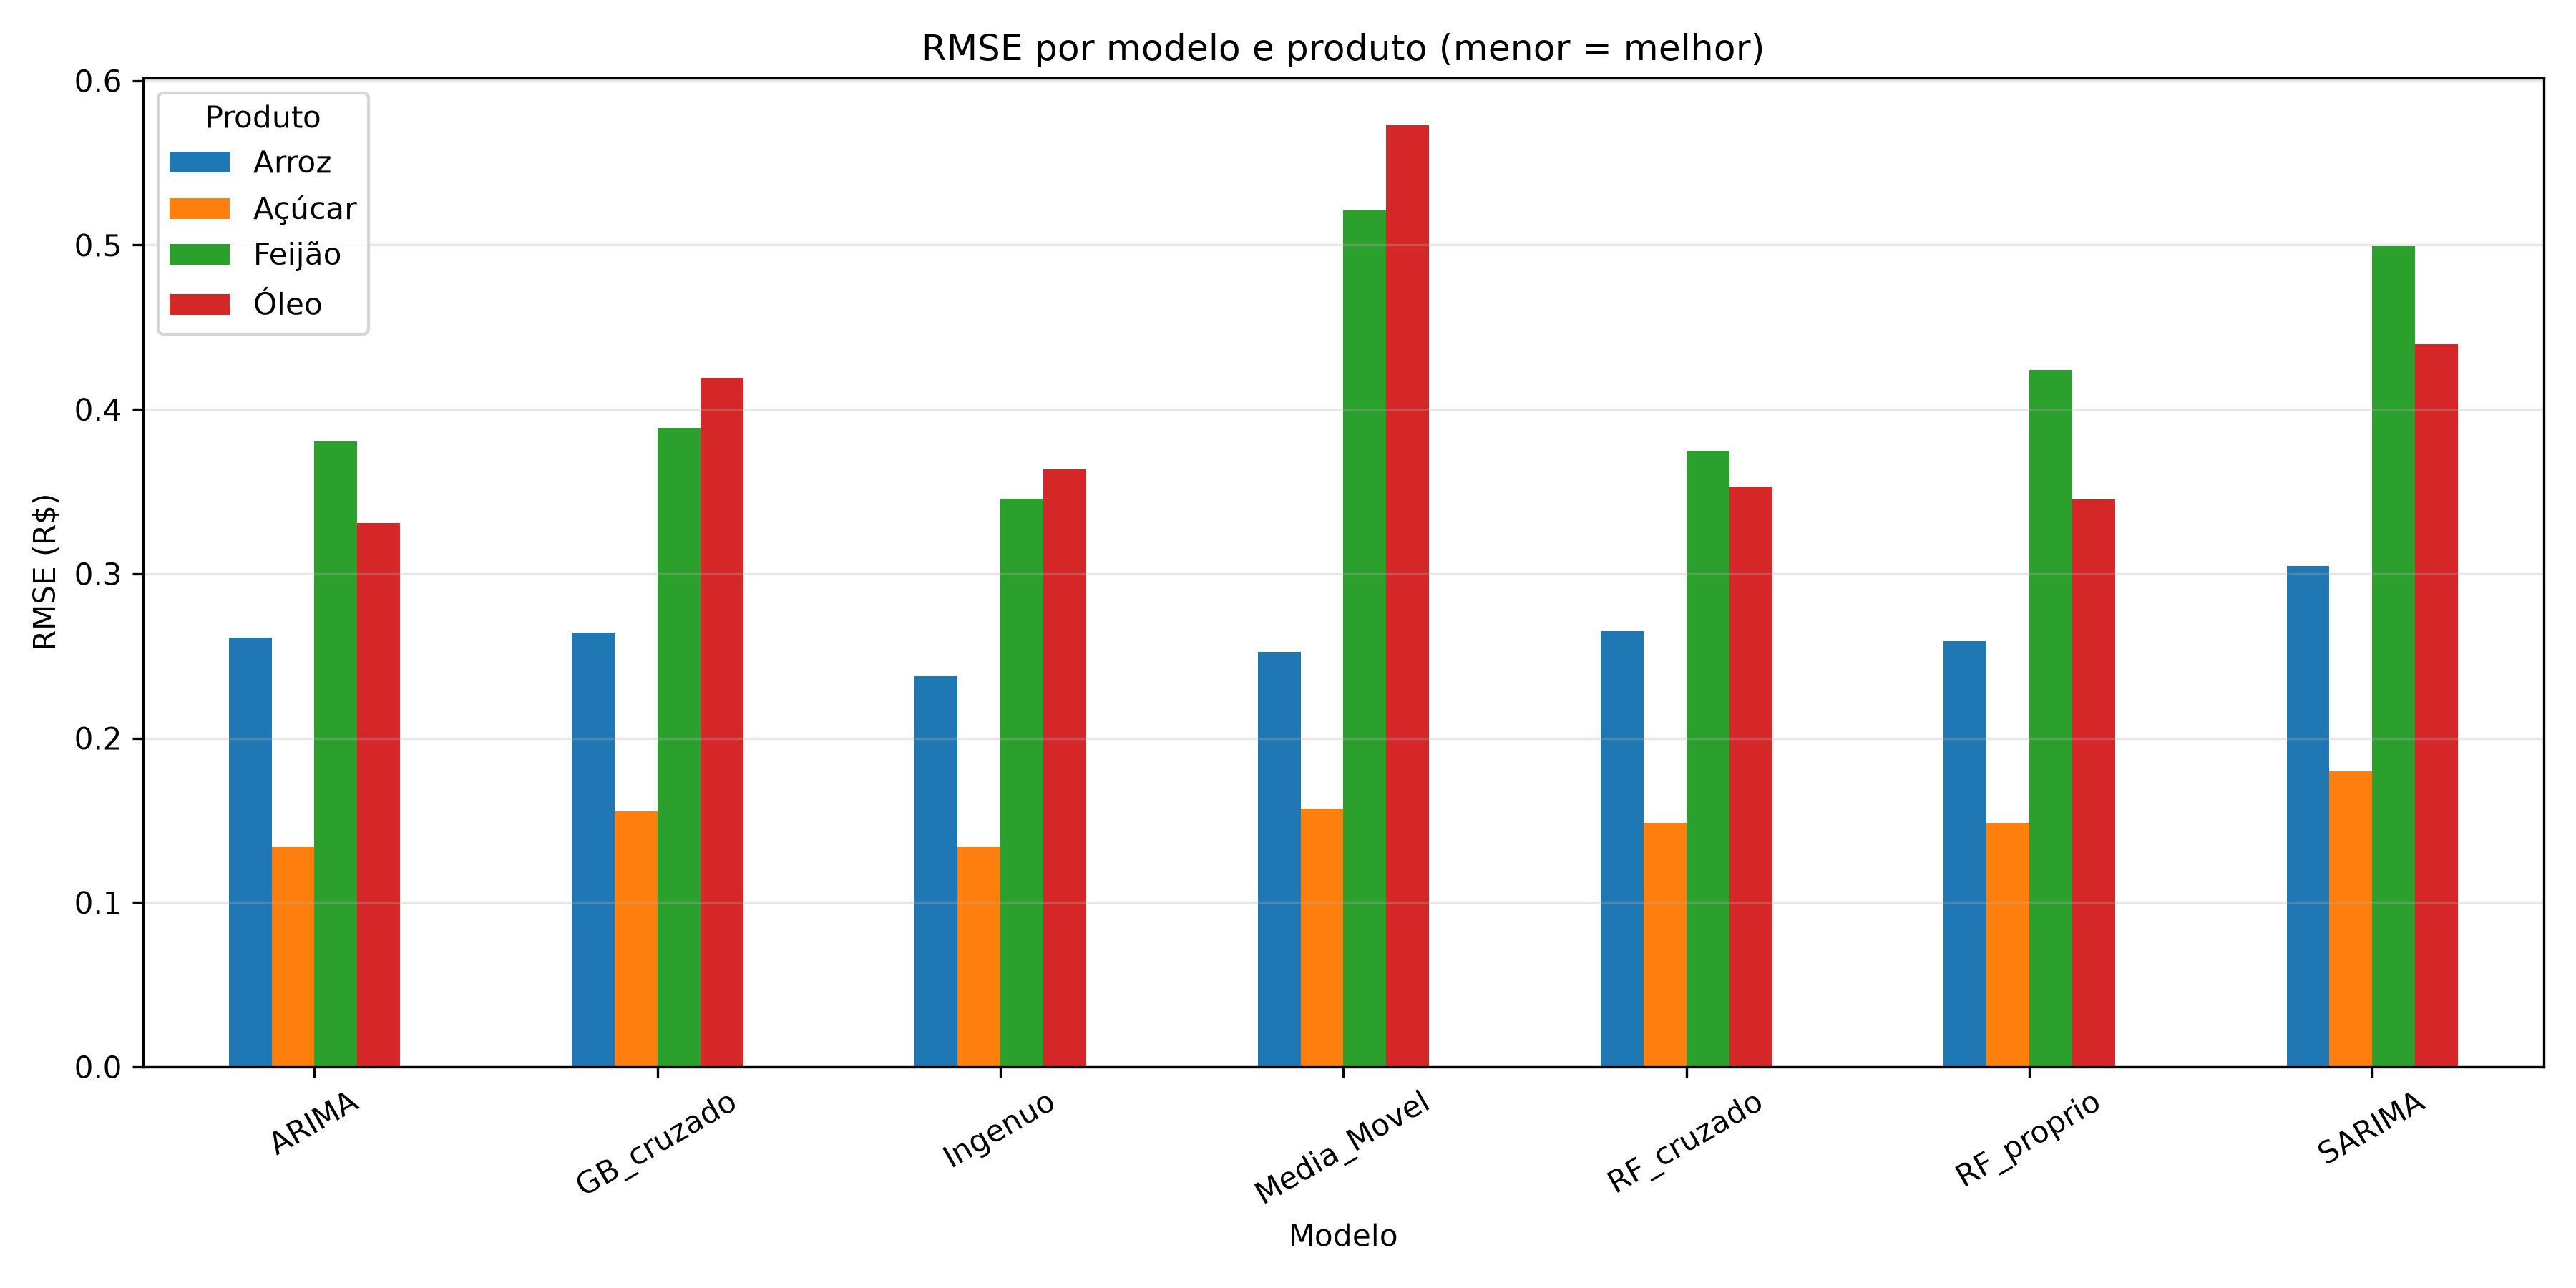 RMSE por modelo e produto (menor = melhor)
0.6
0.5
0.4
0.3
0.2
0.1
0.0
RMSE (R$)
Produto
Arroz
Açúcar
Feijão
Óleo
ARIMA
GB_cruzado
Ingenuo
Media_Movel
RF_cruzado
RF_proprio
SARIMA
Modelo